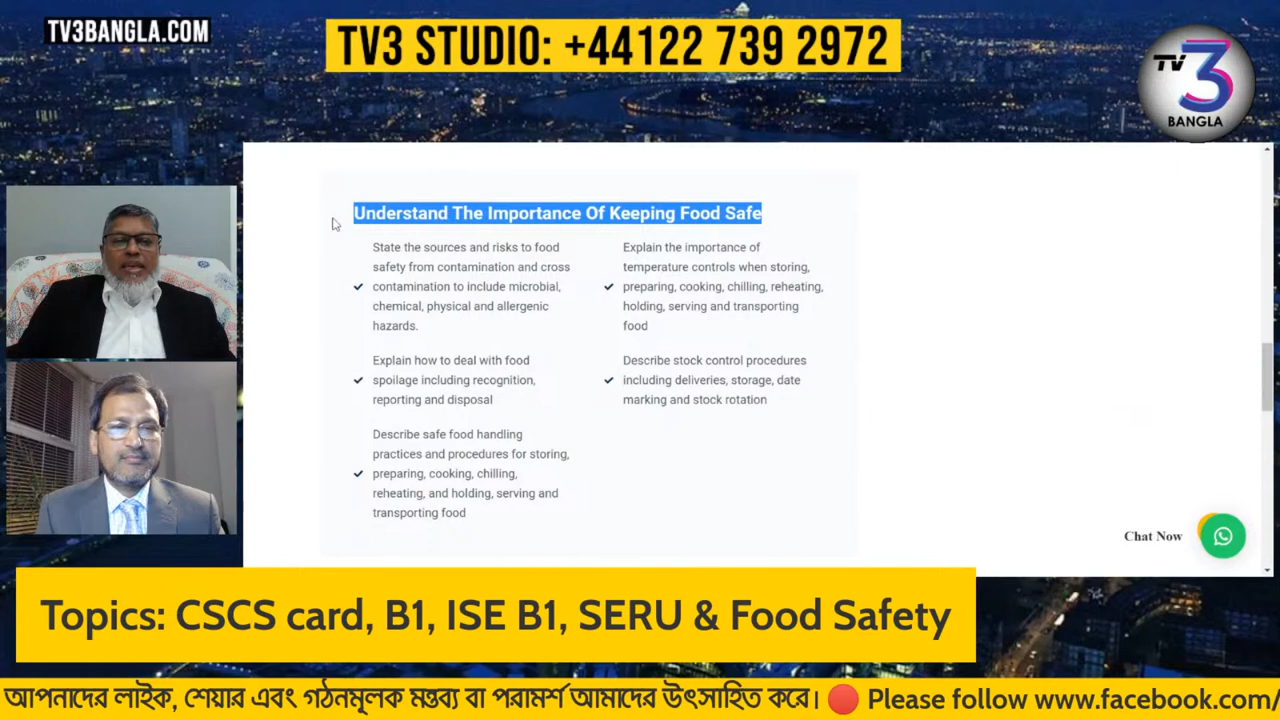 TV3BANGLA.COM
TV3 STUDIO: +44122 739 2972
TV 3
BANGLA
Understand The Importance Of Keeping Food Safe
State the sources and risks to food
safety from contamination and cross
contamination to include microbial,
chemical, physical and allergenic
hazards.
Explain the importance of
temperature controls when storing,
preparing, cooking, chilling, reheating,
holding, serving and transporting
food
Explain how to deal with food
spoilage including recognition,
reporting and disposal
Describe stock control procedures
including deliveries, storage, date
marking and stock rotation
Describe safe food handling
practices and procedures for storing,
preparing, cooking, chilling,
reheating, and holding, serving and
transporting food
Chat Now
Topics: CSCS card, B1, ISE B1, SERU & Food Safety
আপনাদের লাইক, শেয়ার এবং গঠনমূলক মন্তব্য বা পরামর্শ আমাদের উৎসাহিত করে। 🔴 Please follow www.facebook.com/